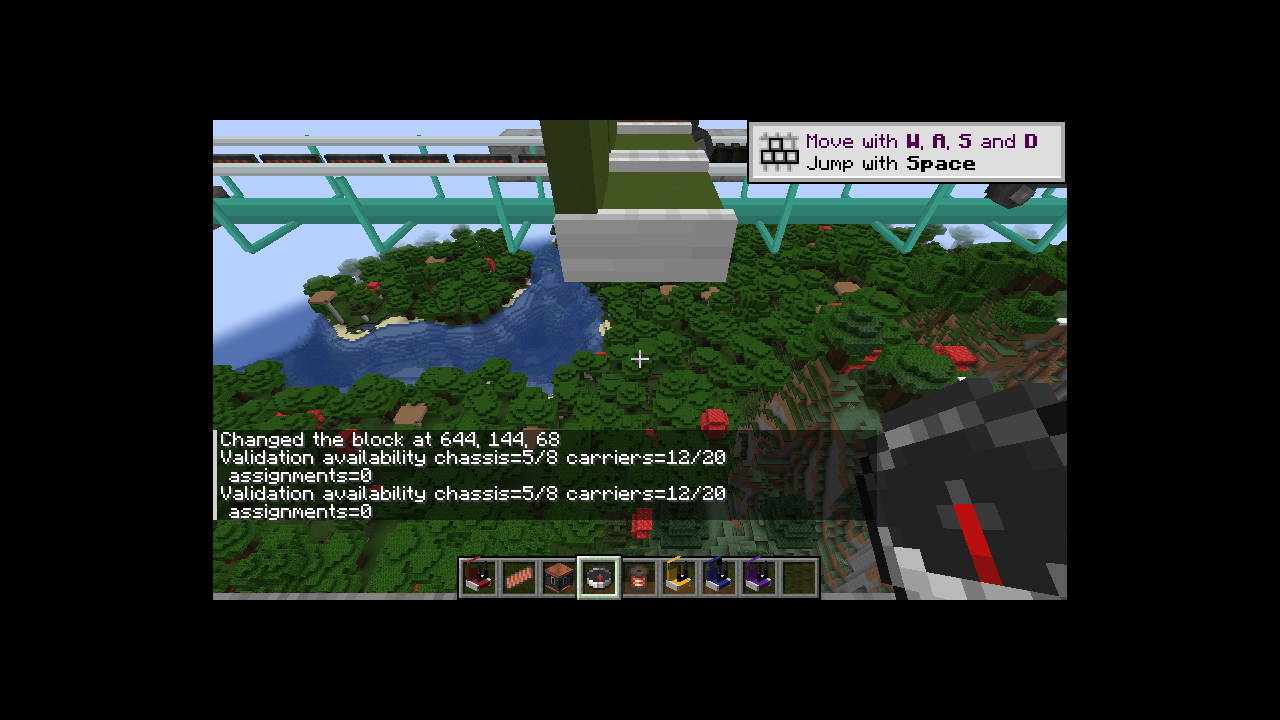 Move with W, A, S and D
Jump with Space
Changed the block at 644, 144, 68
Validation availability chassis=5/8 carriers=12/20
assignments=0
Validation availability chassis=5/8 carriers=12/20
assignments=0